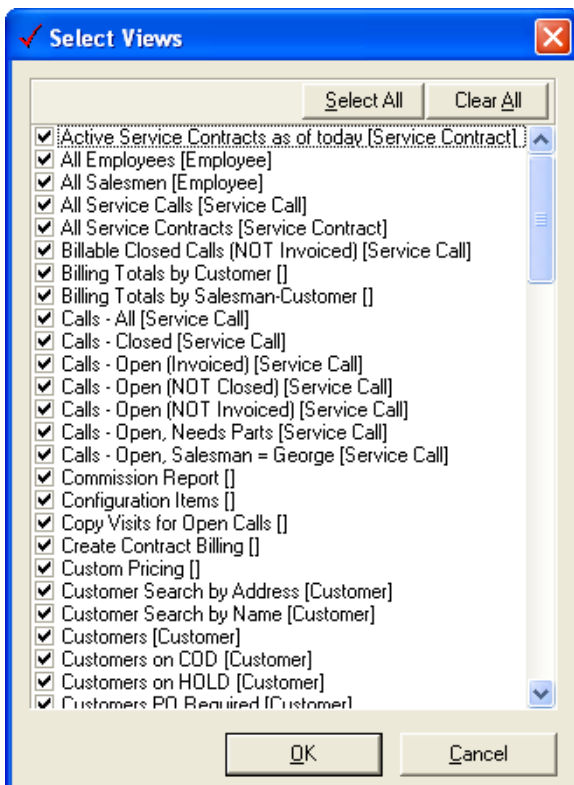 Select Views
Select All Clear All
Active Service Contracts as of today [Service Contract]
All Employees [Employee]
All Salesmen [Employee]
All Service Calls [Service Call]
All Service Contracts [Service Contract]
Billable Closed Calls (NOT Invoiced) [Service Call]
Billing Totals by Customer []
Billing Totals by Salesman-Customer []
Calls - All [Service Call]
Calls - Closed [Service Call]
Calls - Open (Invoiced) [Service Call]
Calls - Open (NOT Closed) [Service Call]
Calls - Open (NOT Invoiced) [Service Call]
Calls - Open, Needs Parts [Service Call]
Calls - Open, Salesman = George [Service Call]
Commission Report []
Configuration Items []
Copy Visits for Open Calls []
Create Contract Billing []
Custom Pricing []
Customer Search by Address [Customer]
Customer Search by Name [Customer]
Customers [Customer]
Customers on COD [Customer]
Customers on HOLD [Customer]
Customers PO Required [Customer]
OK Cancel